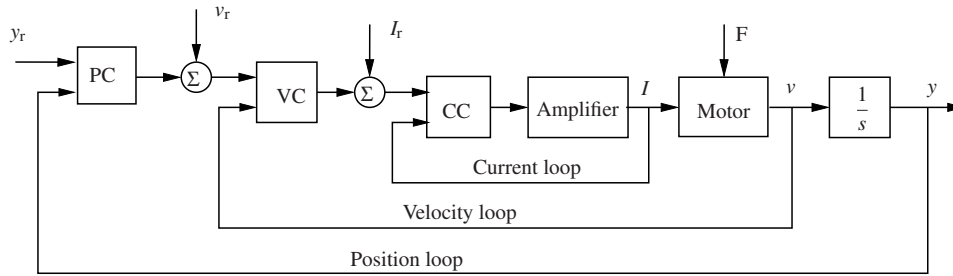 y_r
v_r
I_r
F
PC
Σ
VC
Σ
CC
Amplifier
I
Motor
v
1
s
y
Current loop
Velocity loop
Position loop